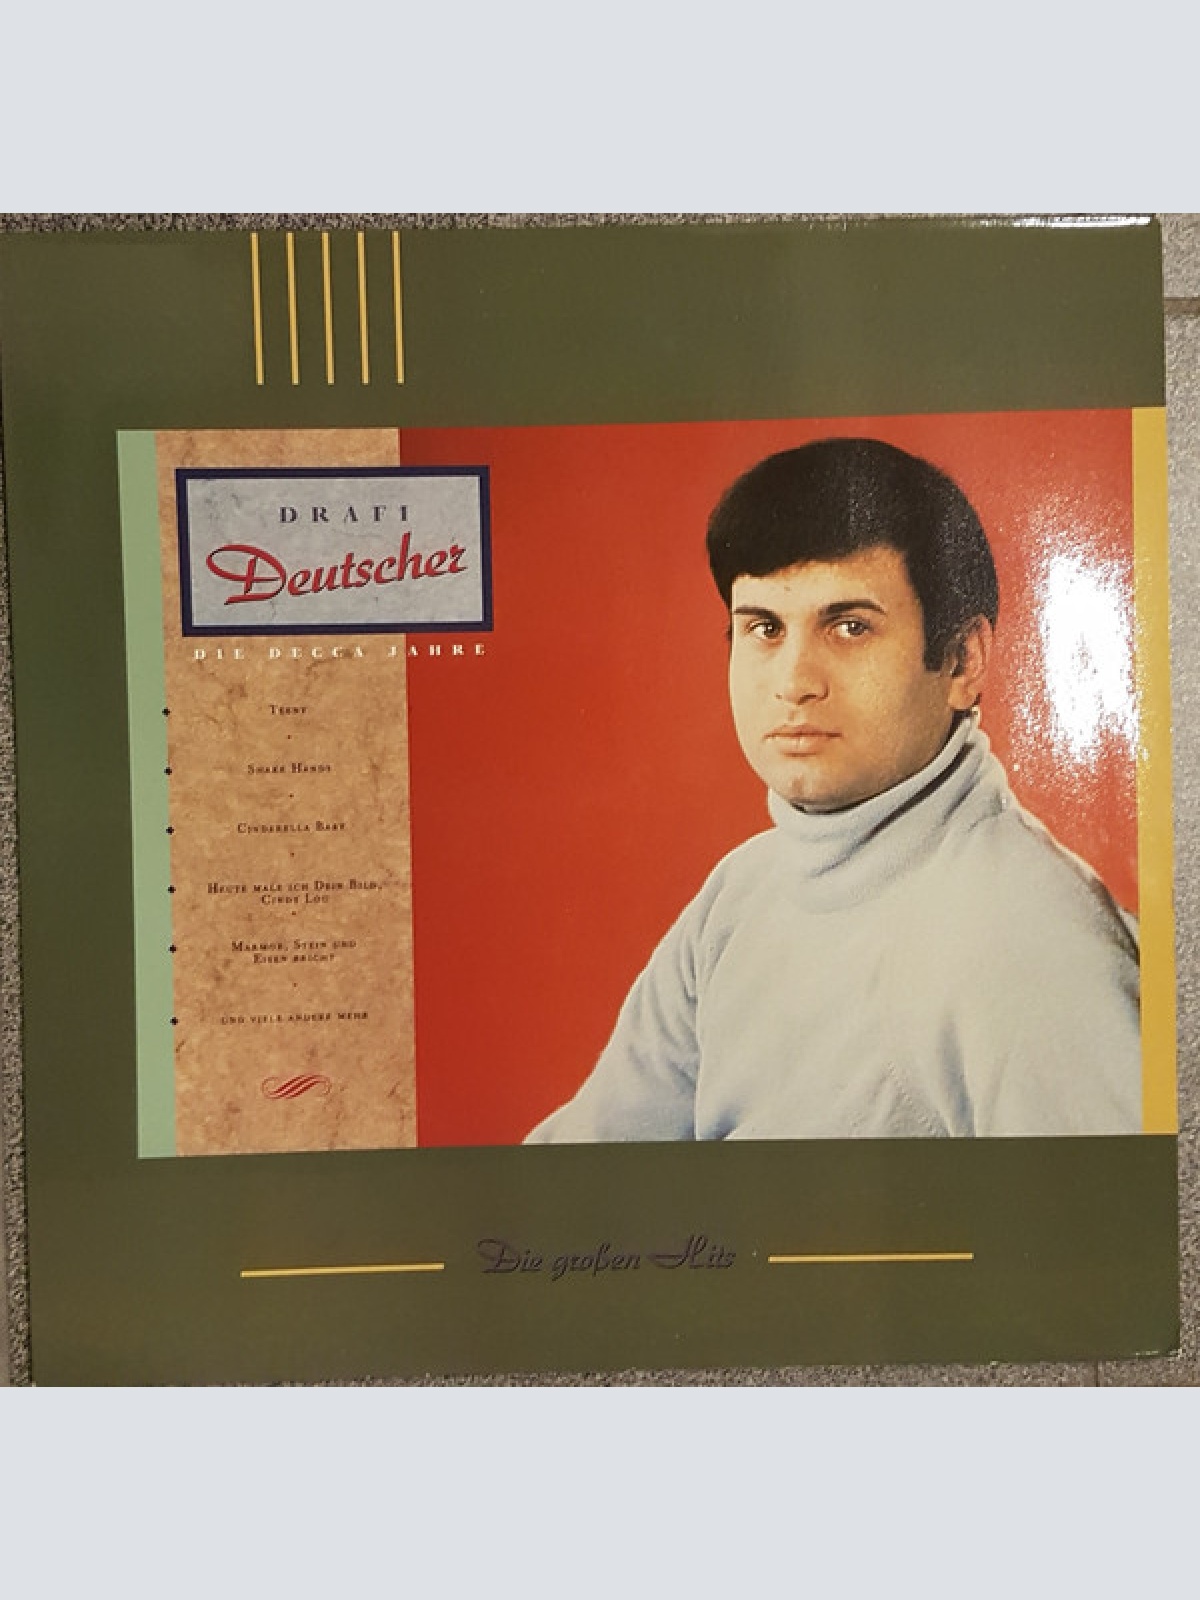 DRAFI
Deutscher
DIE DECCA JAHRE
TEENY
SHAKE HANDS
CINDERELLA BABY
HEUTE MALE ICH DEIN BILD,
CINDY LOU
MARMOR, STEIN UND
EISEN BRICHT
UND VIELE ANDERE MEHR
Die großen Hits